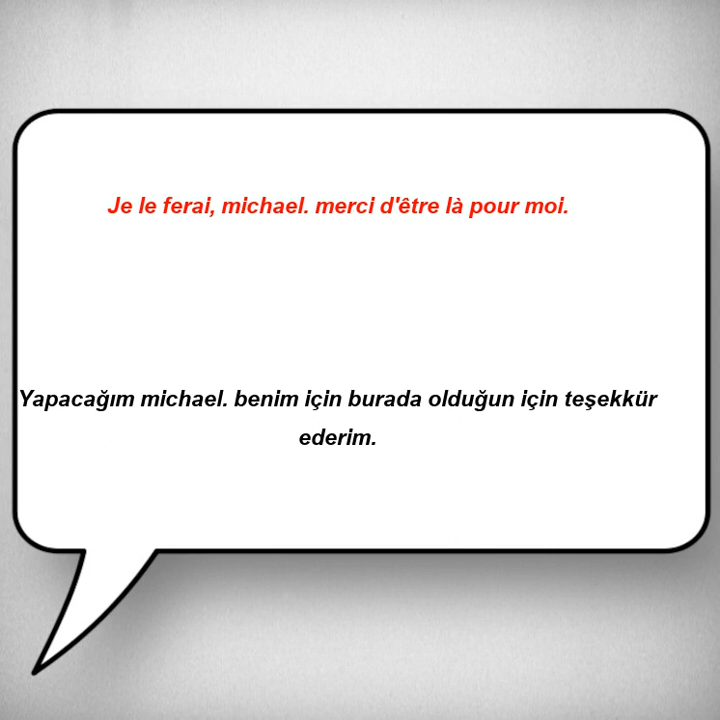 Je le ferai, michael. merci d'être là pour moi.
Yapacağım michael. benim için burada olduğun için teşekkür
ederim.